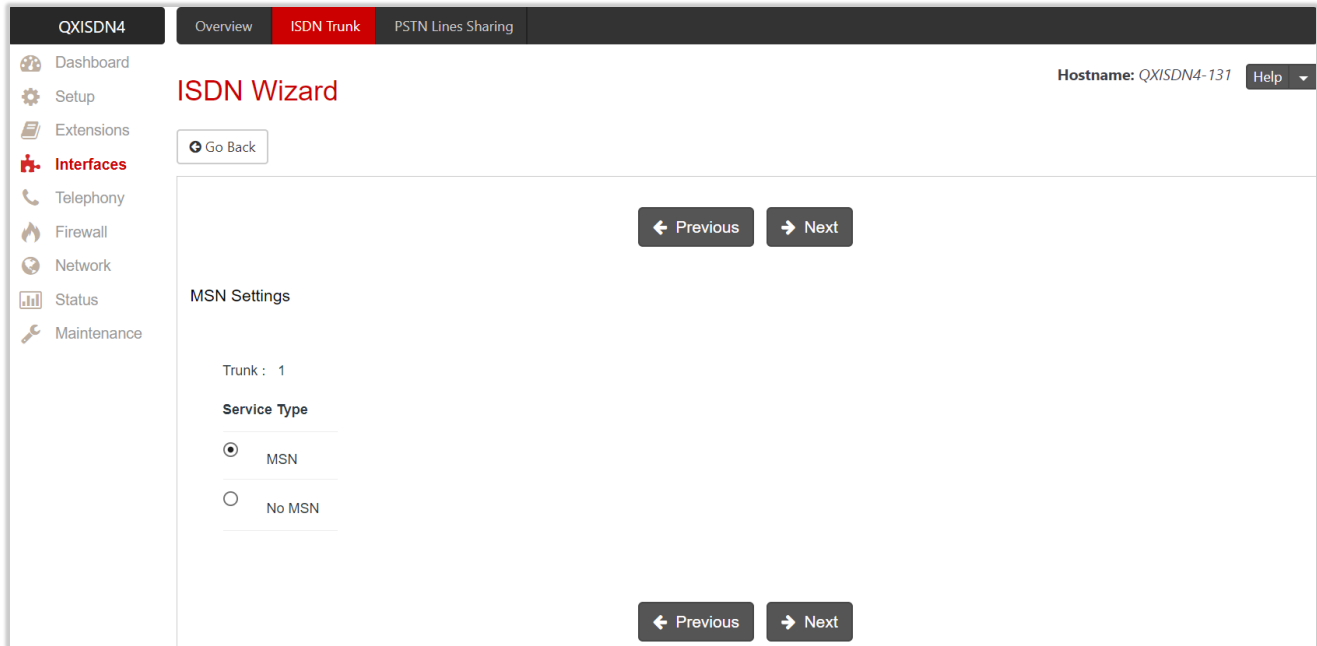 QXISDN4
Overview ISDN Trunk PSTN Lines Sharing
Dashboard
Setup
Extensions
Interfaces
Telephony
Firewall
Network
Status
Maintenance
Hostname: QXISDN4-131 Help
ISDN Wizard
Go Back
Previous Next
MSN Settings
Trunk : 1
Service Type
MSN
No MSN
Previous Next